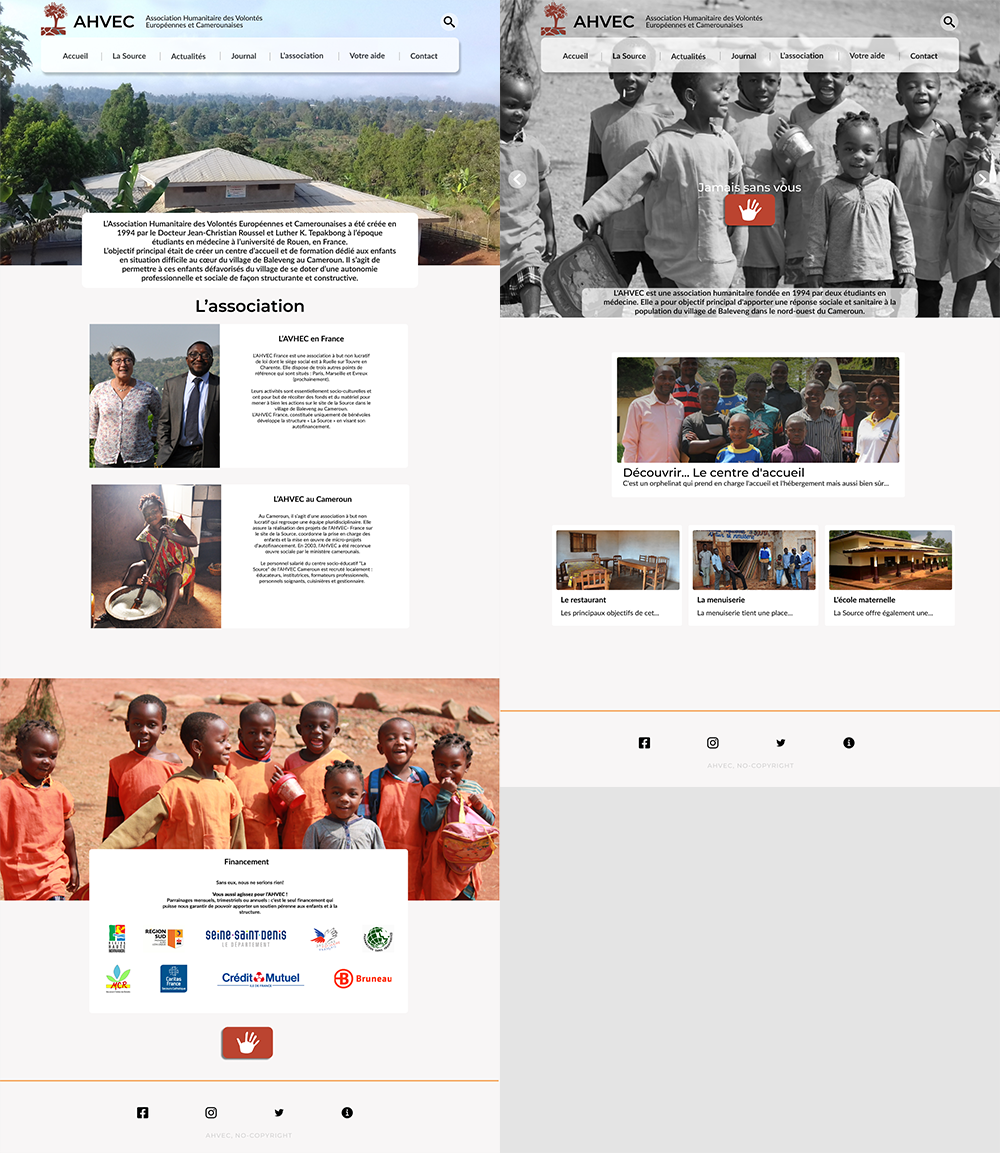 AHVEC
Association Humanitaire des Volontés
Européennes et Camerounaises
Accueil
La Source
Actualités
Journal
L'association
Votre aide
Contact
L'Association Humanitaire des Volontés Européennes et Camerounaises a été créée en
1994 par le Docteur Jean-Christian Roussel et Luther K. Tepakbong à l'époque
étudiants en médecine à l'université de Rouen, en France.
L'objectif principal était de créer un centre d'accueil et de formation dédié aux enfants
en situation difficile au cœur du village de Baleveng au Cameroun. Il s'agit de
permettre à ces enfants défavorisés du village de se doter d'une autonomie
professionnelle et sociale de façon structurante et constructive.
L'association
L'AVHEC en France
L'AHVEC France est une association à but non lucratif
de loi dont le siège social est à Ruelle sur Touvre en
Charente. Elle dispose de trois autres points de
référence qui sont situés : Paris, Marseille et Evreux
(prochainement).
Leurs activités sont essentiellement socio-culturelles et
ont pour but de récolter des fonds et du matériel pour
mener à bien les actions sur le site de la Source dans le
village de Baleveng au Cameroun.
L'AHVEC France, constituée uniquement de bénévoles
développe la structure « La Source » en visant son
autofinancement.
L'AHVEC au Cameroun
Au Cameroun, il s'agit d'une association à but non
lucratif qui regroupe une équipe pluridisciplinaire. Elle
assure la réalisation des projets de l'AHVEC- France sur
le site de la Source, coordonne la prise en charge des
enfants et la mise en œuvre de micro-projets
d'autofinancement. En 2003, l'AHVEC a été reconnue
œuvre sociale par le ministère camerounais.
Le personnel salarié du centre socio-éducatif "La
Source" de l'AHVEC Cameroun est recruté localement :
éducateurs, institutrices, formateurs professionnels,
personnels soignants, cuisinières et gestionnaire.
Financement
Sans eux, nous ne serions rien!
Vous aussi agissez pour l'AHVEC !
Parrainages mensuels, trimestriels ou annuels : c'est le seul financement qui
puisse nous garantir de pouvoir apporter un soutien pérenne aux enfants et à la
structure.
REGION
SUD
SEINE-SAINT-DENIS
LE DÉPARTEMENT
MCR
Caritas
France
Crédit Mutuel
ILE-DE-FRANCE
B Bruneau
AHVEC, NO-COPYRIGHT
AHVEC
Association Humanitaire des Volontés
Européennes et Camerounaises
Accueil
La Source
Actualités
Journal
L'association
Votre aide
Contact
Jamais sans vous
L'AHVEC est une association humanitaire fondée en 1994 par deux étudiants en
médecine. Elle a pour objectif principal d'apporter une réponse sociale et sanitaire à la
population du village de Baleveng dans le nord-ouest du Cameroun.
Découvrir... Le centre d'accueil
C'est un orphelinat qui prend en charge l'accueil et l'hébergement mais aussi bien sûr...
Le restaurant
Les principaux objectifs de cet...
La menuiserie
La menuiserie tient une place...
L'école maternelle
La Source offre également une...
AHVEC, NO-COPYRIGHT